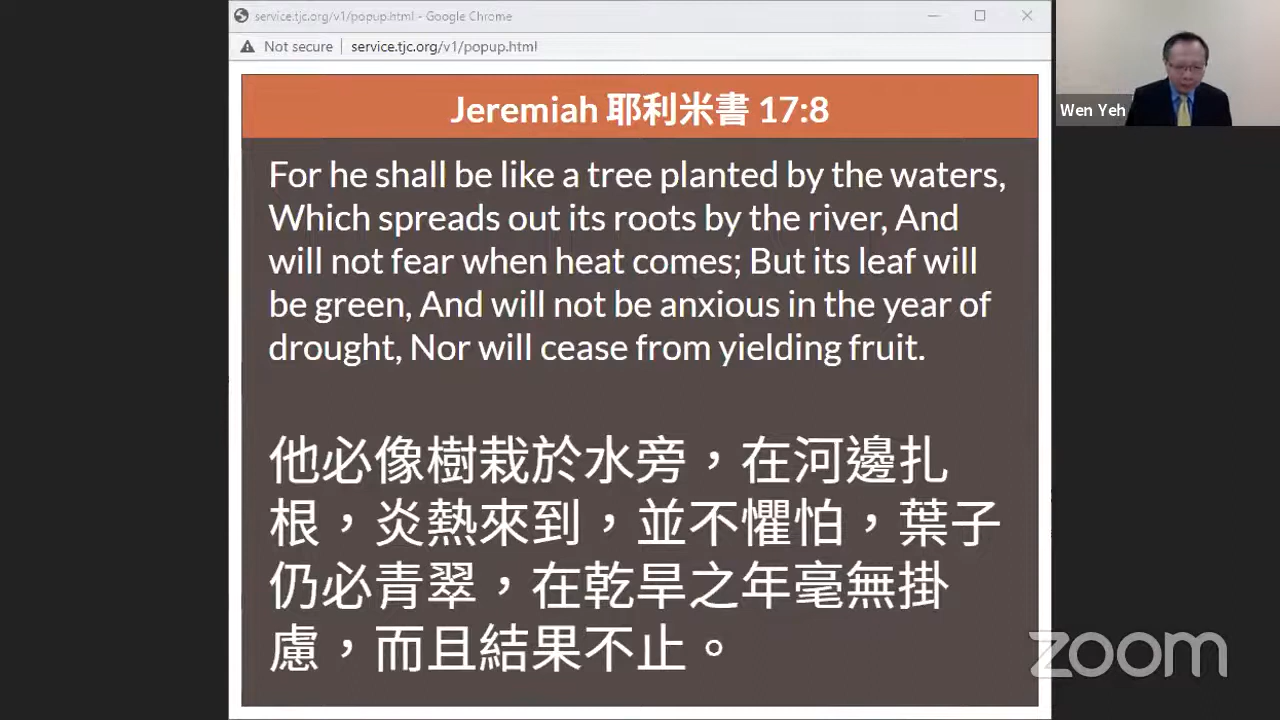 service.tjc.org/v1/popup.html - Google Chrome
Not secure service.tjc.org/v1/popup.html
Jeremiah 耶利米書 17:8
For he shall be like a tree planted by the waters,
Which spreads out its roots by the river, And
will not fear when heat comes; But its leaf will
be green, And will not be anxious in the year of
drought, Nor will cease from yielding fruit.
他必像樹栽於水旁，在河邊扎
根，炎熱來到，並不懼怕，葉子
仍必青翠，在乾旱之年毫無掛
慮，而且結果不止。
Wen Yeh
zoom